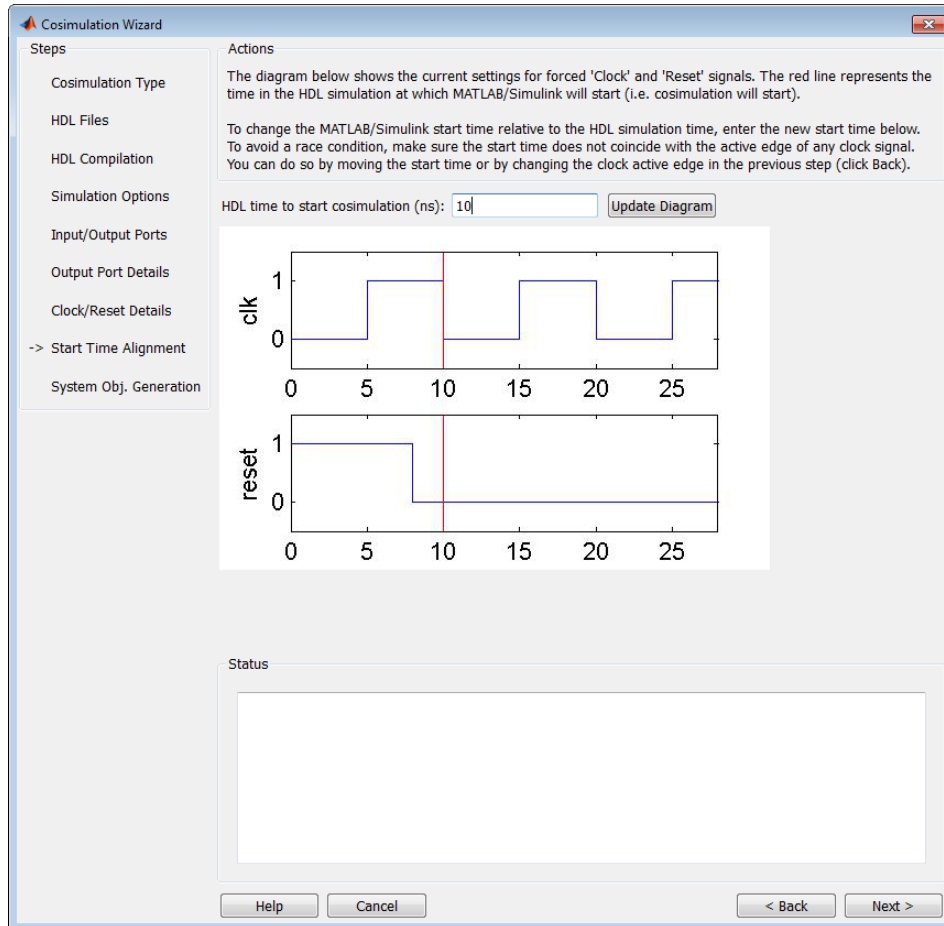 Cosimulation Wizard
Steps
Cosimulation Type
HDL Files
HDL Compilation
Simulation Options
Input/Output Ports
Output Port Details
Clock/Reset Details
-> Start Time Alignment
System Obj. Generation
Actions
The diagram below shows the current settings for forced 'Clock' and 'Reset' signals. The red line represents the
time in the HDL simulation at which MATLAB/Simulink will start (i.e. cosimulation will start).
To change the MATLAB/Simulink start time relative to the HDL simulation time, enter the new start time below.
To avoid a race condition, make sure the start time does not coincide with the active edge of any clock signal.
You can do so by moving the start time or by changing the clock active edge in the previous step (click Back).
HDL time to start cosimulation (ns): 10 Update Diagram
clk
1
0
0 5 10 15 20 25
reset
1
0
0 5 10 15 20 25
Status
Help Cancel < Back Next >